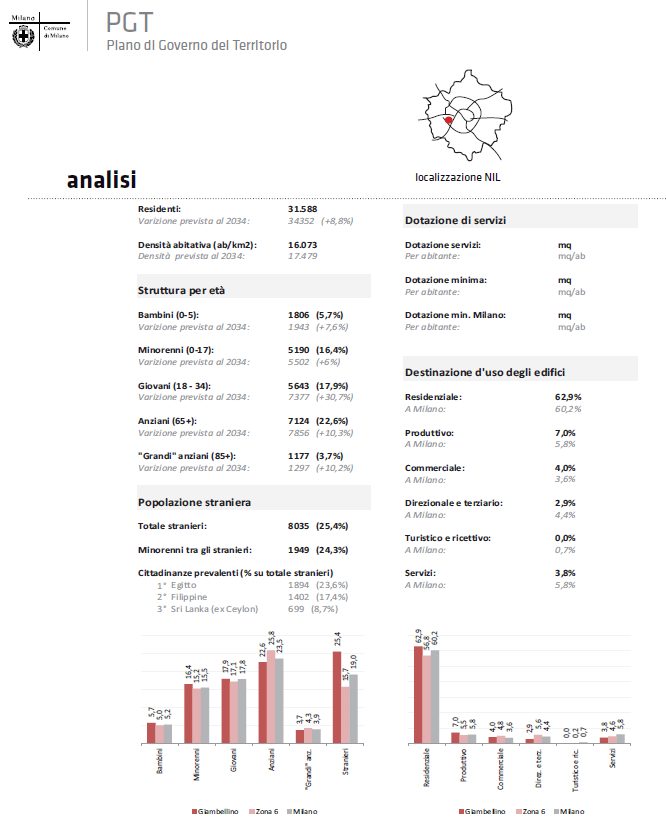 Milano
Comune
di Milano
PGT
Piano di Governo del Territorio
localizzazione NIL
analisi
Residenti: 31.588
Varizione prevista al 2034: 34352 (+8,8%)
Densità abitativa (ab/km2): 16.073
Densità prevista al 2034: 17.479
Struttura per età
Bambini (0-5): 1806 (5,7%)
Varizione prevista al 2034: 1943 (+7,6%)
Minorenni (0-17): 5190 (16,4%)
Varizione prevista al 2034: 5502 (+6%)
Giovani (18 - 34): 5643 (17,9%)
Varizione prevista al 2034: 7377 (+30,7%)
Anziani (65+): 7124 (22,6%)
Varizione prevista al 2034: 7856 (+10,3%)
"Grandi" anziani (85+): 1177 (3,7%)
Varizione prevista al 2034: 1297 (+10,2%)
Popolazione straniera
Totale stranieri: 8035 (25,4%)
Minorenni tra gli stranieri: 1949 (24,3%)
Cittadinanze prevalenti (% su totale stranieri)
1° Egitto 1894 (23,6%)
2° Filippine 1402 (17,4%)
3° Sri Lanka (ex Ceylon) 699 (8,7%)
Dotazione di servizi
Dotazione servizi: mq
Per abitante: mq/ab
Dotazione minima: mq
Per abitante: mq/ab
Dotazione min. Milano: mq
Per abitante: mq/ab
Destinazione d'uso degli edifici
Residenziale: 62,9%
A Milano: 60,2%
Produttivo: 7,0%
A Milano: 5,8%
Commerciale: 4,0%
A Milano: 3,6%
Direzionale e terziario: 2,9%
A Milano: 4,4%
Turistico e ricettivo: 0,0%
A Milano: 0,7%
Servizi: 3,8%
A Milano: 5,8%
5,7 5,0 5,2
16,4 15,2 15,5
17,9 17,1 17,8
22,6 25,8 23,5
3,7 4,3 3,9
25,4 15,7 19,0
Bambini
Minorenni
Giovani
Anziani
"Grandi" anz.
Stranieri
Giambellino Zona 6 Milano
62,9 56,8 60,2
7,0 5,5 5,8
4,0 4,8 3,6
2,9 5,6 4,4
0,0 0,2 0,7
3,8 4,6 5,8
Residenziale
Produttivo
Commerciale
Direz. e terz.
Turistico e ric.
Servizi
Giambellino Zona 6 Milano